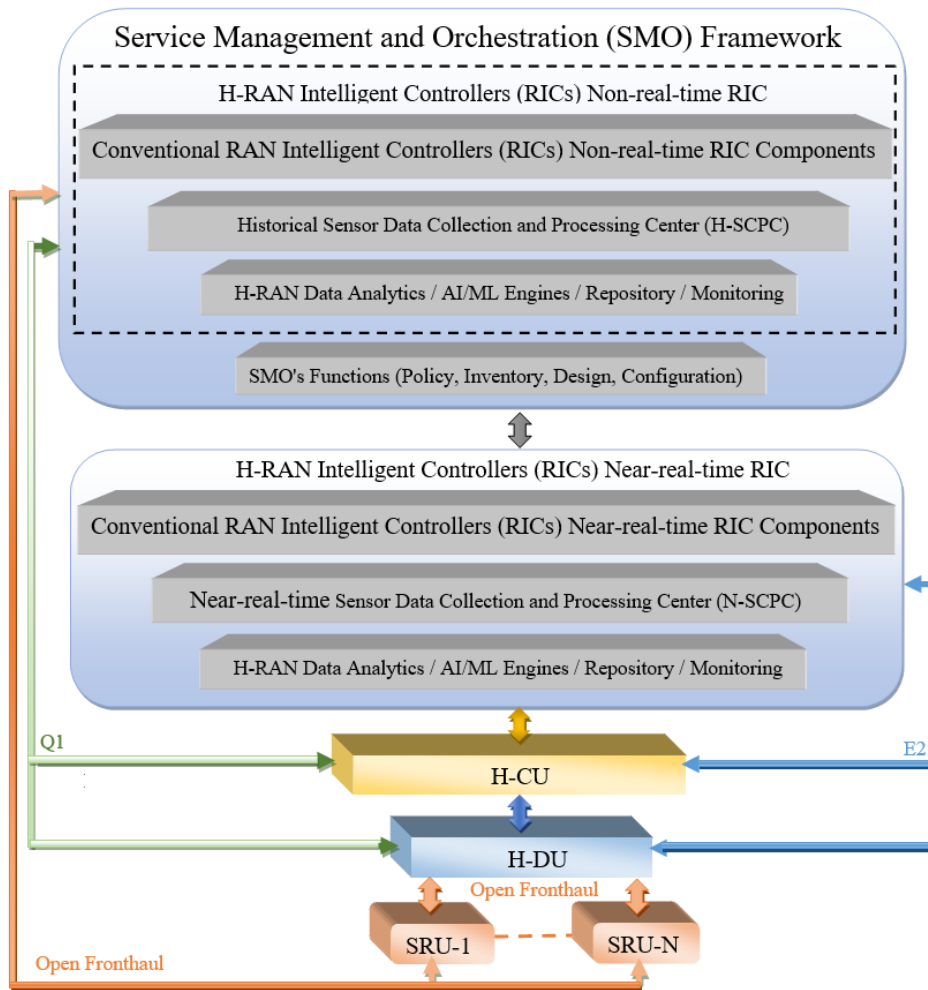 Service Management and Orchestration (SMO) Framework
H-RAN Intelligent Controllers (RICs) Non-real-time RIC
Conventional RAN Intelligent Controllers (RICs) Non-real-time RIC Components
Historical Sensor Data Collection and Processing Center (H-SCPC)
H-RAN Data Analytics / AI/ML Engines / Repository / Monitoring
SMO's Functions (Policy, Inventory, Design, Configuration)
H-RAN Intelligent Controllers (RICs) Near-real-time RIC
Conventional RAN Intelligent Controllers (RICs) Near-real-time RIC Components
Near-real-time Sensor Data Collection and Processing Center (N-SCPC)
H-RAN Data Analytics / AI/ML Engines / Repository / Monitoring
Q1
E2
H-CU
H-DU
Open Fronthaul
SRU-1
SRU-N
Open Fronthaul